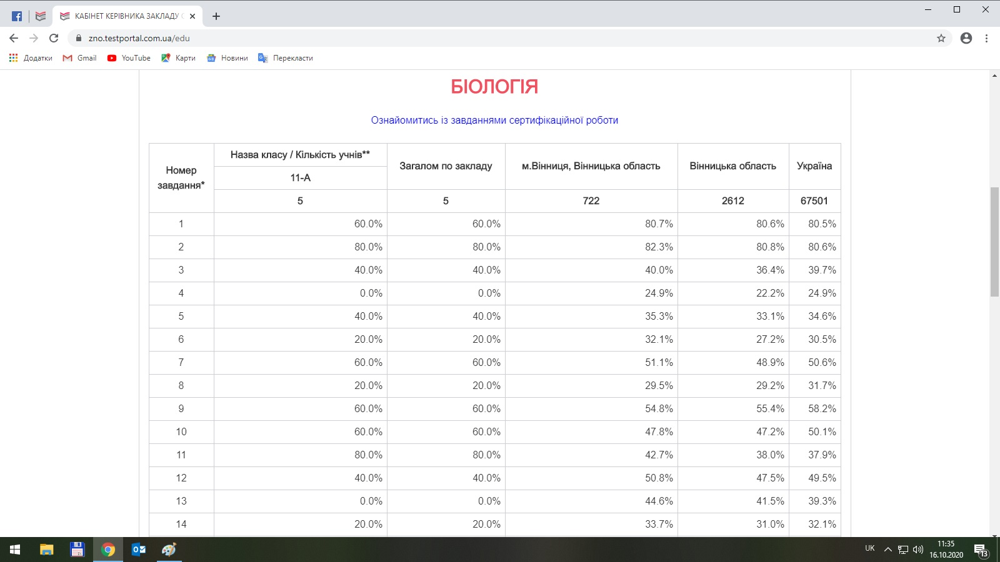 КАБІНЕТ КЕРІВНИКА ЗАКЛАДУ
zno.testportal.com.ua/edu
Додатки Gmail YouTube Карти Новини Перекласти
БІОЛОГІЯ
Ознайомитись із завданнями сертифікаційної роботи
Номер завдання* Назва класу / Кількість учнів** Загалом по закладу м.Вінниця, Вінницька область Вінницька область Україна
11-А
5 5 722 2612 67501
1 60.0% 60.0% 80.7% 80.6% 80.5%
2 80.0% 80.0% 82.3% 80.8% 80.6%
3 40.0% 40.0% 40.0% 36.4% 39.7%
4 0.0% 0.0% 24.9% 22.2% 24.9%
5 40.0% 40.0% 35.3% 33.1% 34.6%
6 20.0% 20.0% 32.1% 27.2% 30.5%
7 60.0% 60.0% 51.1% 48.9% 50.6%
8 20.0% 20.0% 29.5% 29.2% 31.7%
9 60.0% 60.0% 54.8% 55.4% 58.2%
10 60.0% 60.0% 47.8% 47.2% 50.1%
11 80.0% 80.0% 42.7% 38.0% 37.9%
12 40.0% 40.0% 50.8% 47.5% 49.5%
13 0.0% 0.0% 44.6% 41.5% 39.3%
14 20.0% 20.0% 33.7% 31.0% 32.1%
UK 11:35
16.10.2020 13